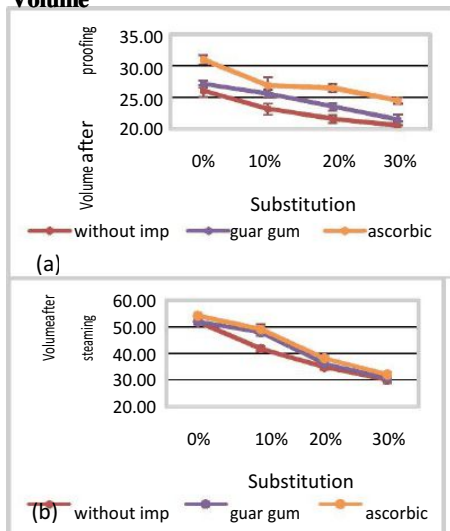 Volume
Volume after proofing
35.00
30.00
25.00
20.00
0% 10% 20% 30%
Substitution
without imp guar gum ascorbic
(a)
Volumeafter
steaming
60.00
50.00
40.00
30.00
20.00
0% 10% 20% 30%
Substitution
(b) without imp guar gum ascorbic